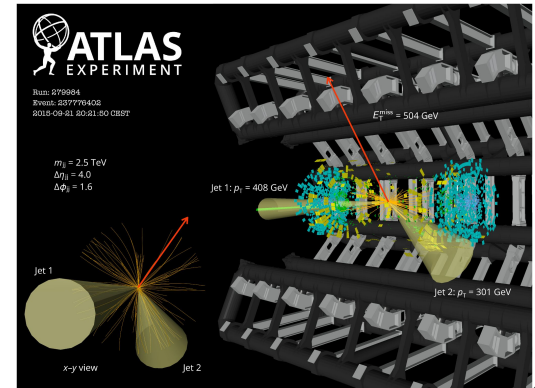 ATLAS
EXPERIMENT
Run: 279984
Event: 237776402
2015-09-21 20:21:50 CEST
m_jj = 2.5 TeV
Δη_jj = 4.0
Δϕ_jj = 1.6
E_T^miss = 504 GeV
Jet 1: p_T = 408 GeV
Jet 2: p_T = 301 GeV
Jet 1
x–y view
Jet 2